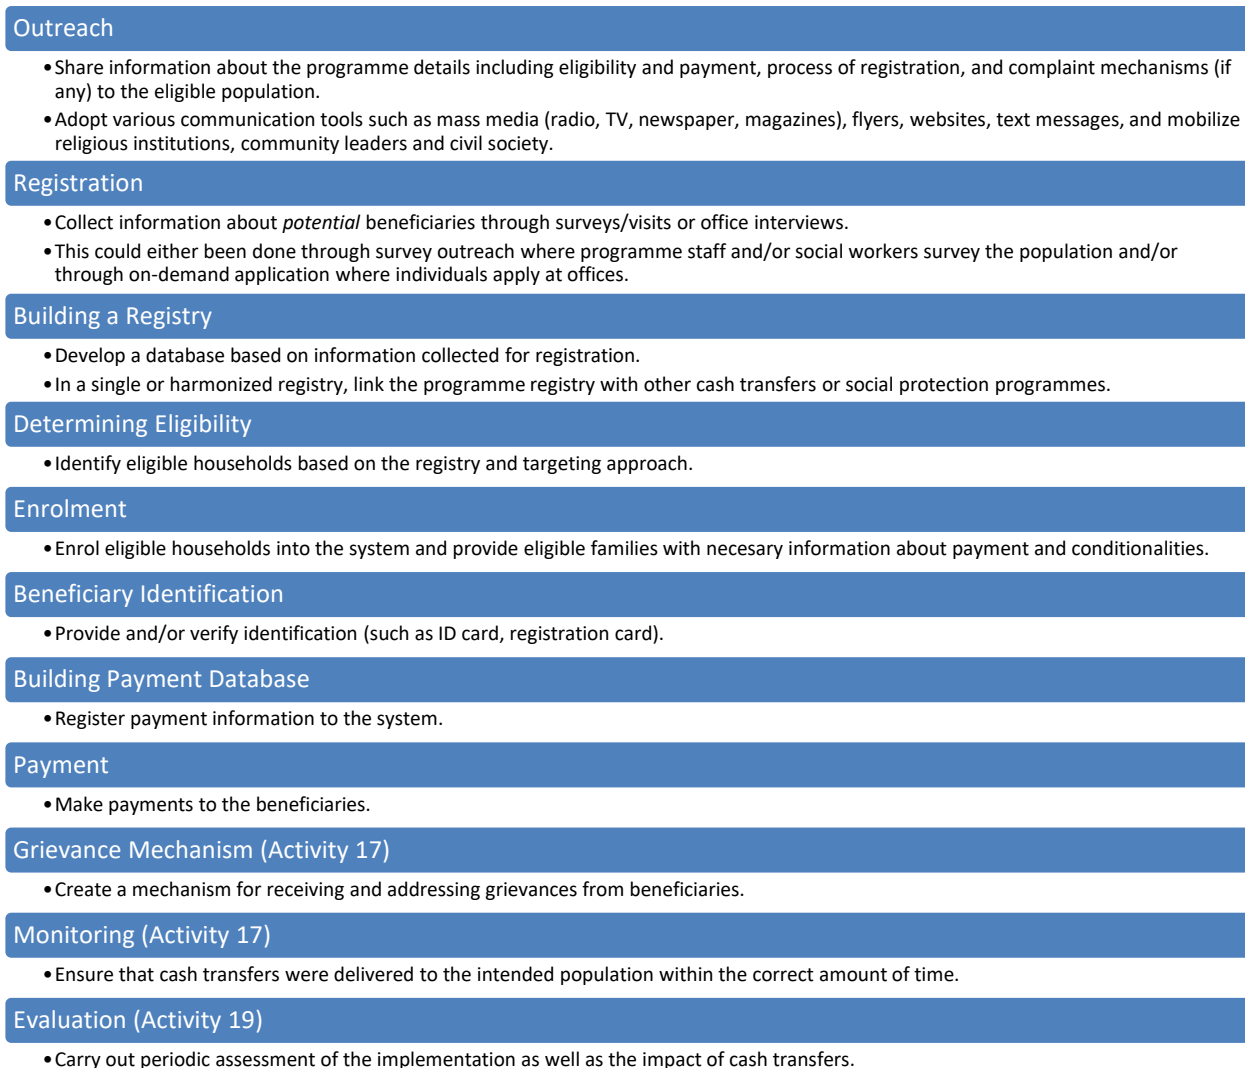 Outreach
•Share information about the programme details including eligibility and payment, process of registration, and complaint mechanisms (if
any) to the eligible population.
•Adopt various communication tools such as mass media (radio, TV, newspaper, magazines), flyers, websites, text messages, and mobilize
religious institutions, community leaders and civil society.
Registration
•Collect information about potential beneficiaries through surveys/visits or office interviews.
•This could either been done through survey outreach where programme staff and/or social workers survey the population and/or
through on-demand application where individuals apply at offices.
Building a Registry
•Develop a database based on information collected for registration.
•In a single or harmonized registry, link the programme registry with other cash transfers or social protection programmes.
Determining Eligibility
•Identify eligible households based on the registry and targeting approach.
Enrolment
•Enrol eligible households into the system and provide eligible families with necesary information about payment and conditionalities.
Beneficiary Identification
•Provide and/or verify identification (such as ID card, registration card).
Building Payment Database
•Register payment information to the system.
Payment
•Make payments to the beneficiaries.
Grievance Mechanism (Activity 17)
•Create a mechanism for receiving and addressing grievances from beneficiaries.
Monitoring (Activity 17)
•Ensure that cash transfers were delivered to the intended population within the correct amount of time.
Evaluation (Activity 19)
•Carry out periodic assessment of the implementation as well as the impact of cash transfers.